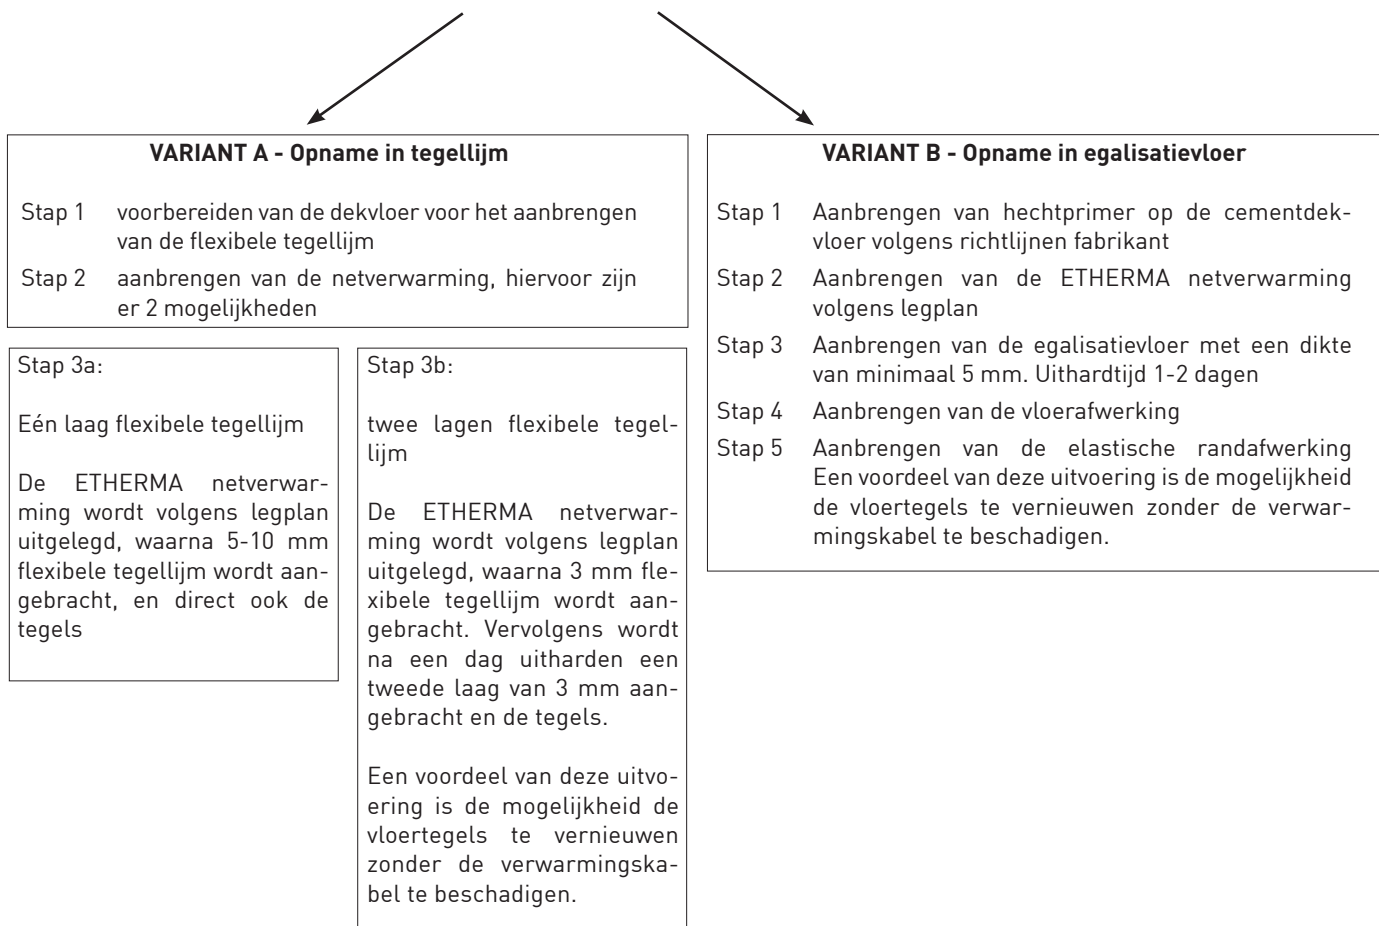 VARIANT A - Opname in tegellijm
Stap 1 voorbereiden van de dekvloer voor het aanbrengen
van de flexibele tegellijm
Stap 2 aanbrengen van de netverwarming, hiervoor zijn
er 2 mogelijkheden
Stap 3a:
Eén laag flexibele tegellijm
De ETHERMA netverwar-
ming wordt volgens legplan
uitgelegd, waarna 5-10 mm
flexibele tegellijm wordt aan-
gebracht, en direct ook de
tegels
Stap 3b:
twee lagen flexibele tegel-
lijm
De ETHERMA netverwar-
ming wordt volgens legplan
uitgelegd, waarna 3 mm fle-
xibele tegellijm wordt aan-
gebracht. Vervolgens wordt
na een dag uitharden een
tweede laag van 3 mm aan-
gebracht en de tegels.
Een voordeel van deze uitvo-
ering is de mogelijkheid de
vloertegels te vernieuwen
zonder de verwarmingska-
bel te beschadigen.
VARIANT B - Opname in egalisatievloer
Stap 1 Aanbrengen van hechtprimer op de cementdek-
vloer volgens richtlijnen fabrikant
Stap 2 Aanbrengen van de ETHERMA netverwarming
volgens legplan
Stap 3 Aanbrengen van de egalisatievloer met een dikte
van minimaal 5 mm. Uithardtijd 1-2 dagen
Stap 4 Aanbrengen van de vloerafwerking
Stap 5 Aanbrengen van de elastische randafwerking
Een voordeel van deze uitvoering is de mogelijkheid
de vloertegels te vernieuwen zonder de verwar-
mingskabel te beschadigen.